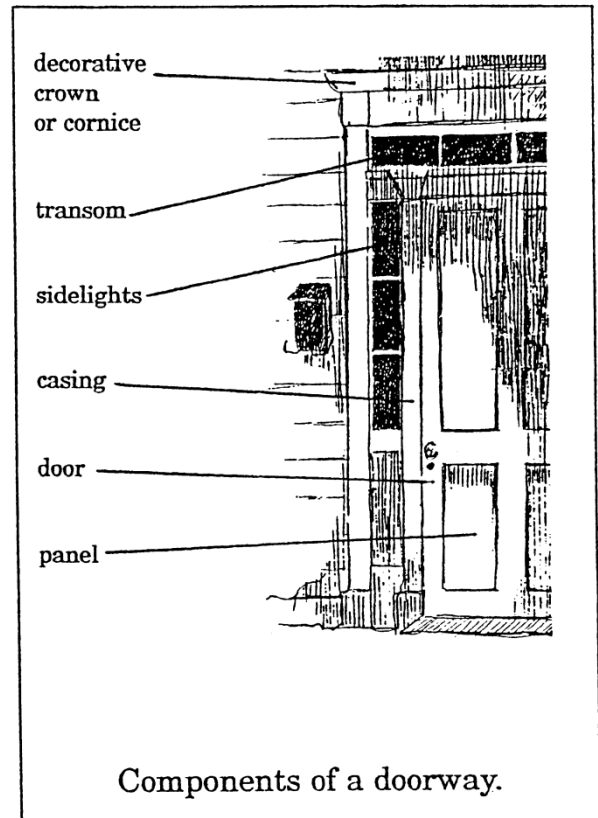 decorative
crown
or cornice
transom
sidelights
casing
door
panel
Components of a doorway.